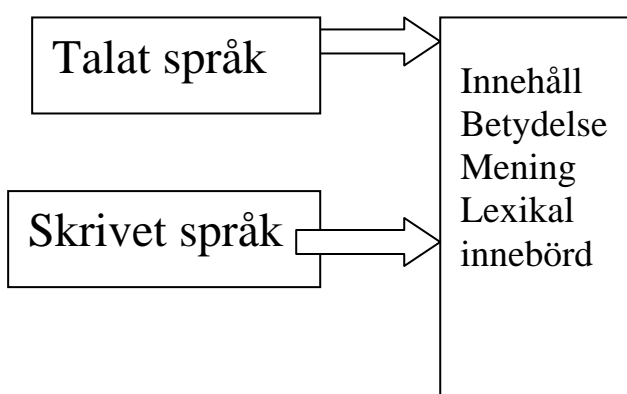 Talat språk
Skrivet språk
Innehåll
Betydelse
Mening
Lexikal
innebörd